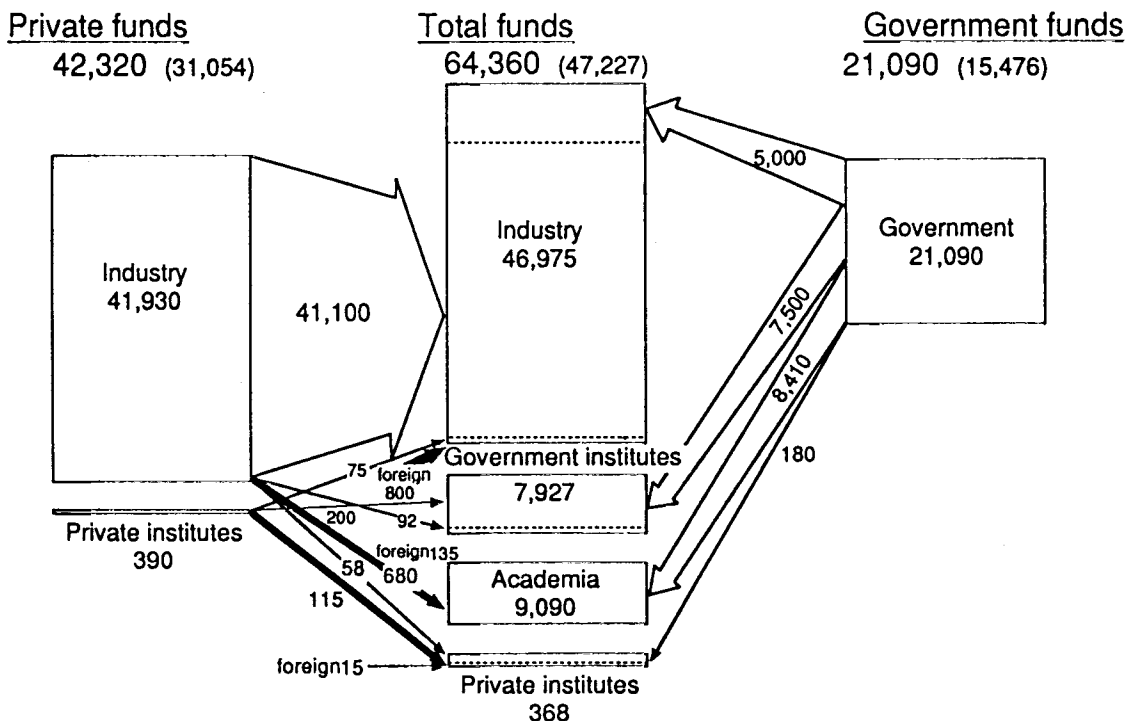 Private funds
42,320 (31,054)
Total funds
64,360 (47,227)
Government funds
21,090 (15,476)
Industry
41,930
41,100
Industry
46,975
5,000
Government
21,090
7,500
8,410
180
75
foreign
800
Government institutes
7,927
200
92
Private institutes
390
foreign135
58
680
115
Academia
9,090
foreign15
Private institutes
368